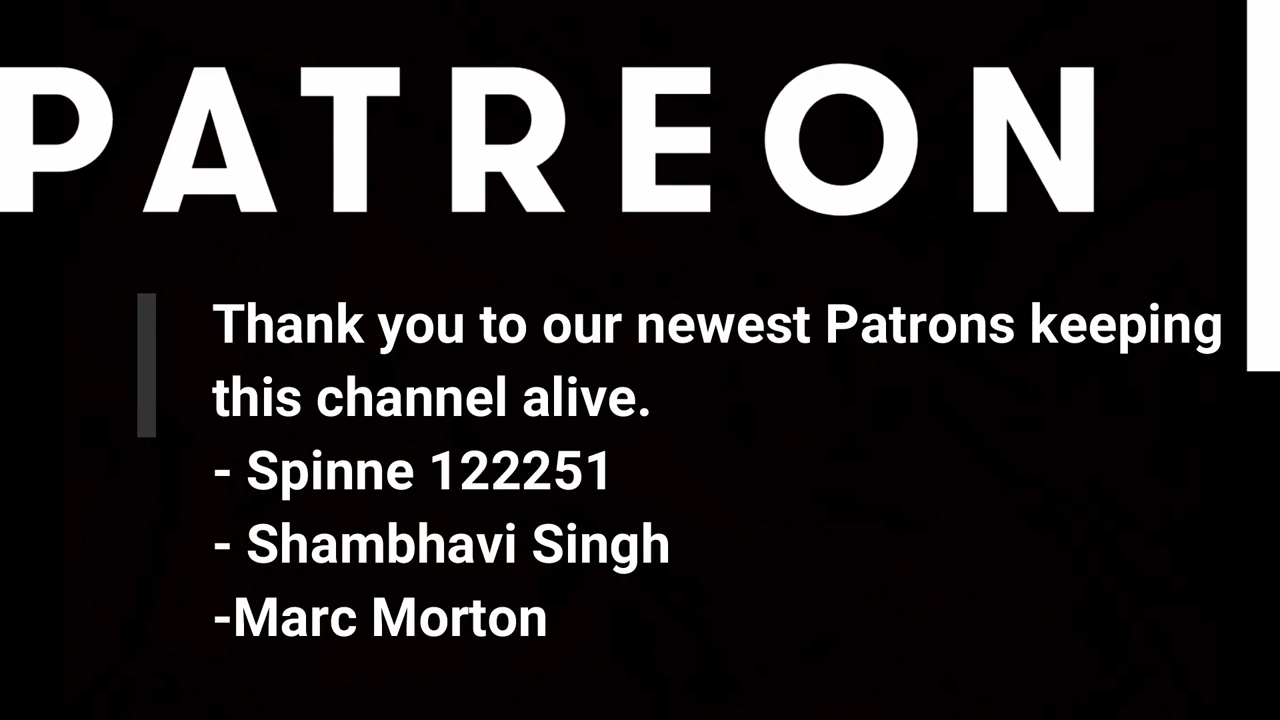 PATREON
Thank you to our newest Patrons keeping
this channel alive.
- Spinne 122251
- Shambhavi Singh
-Marc Morton